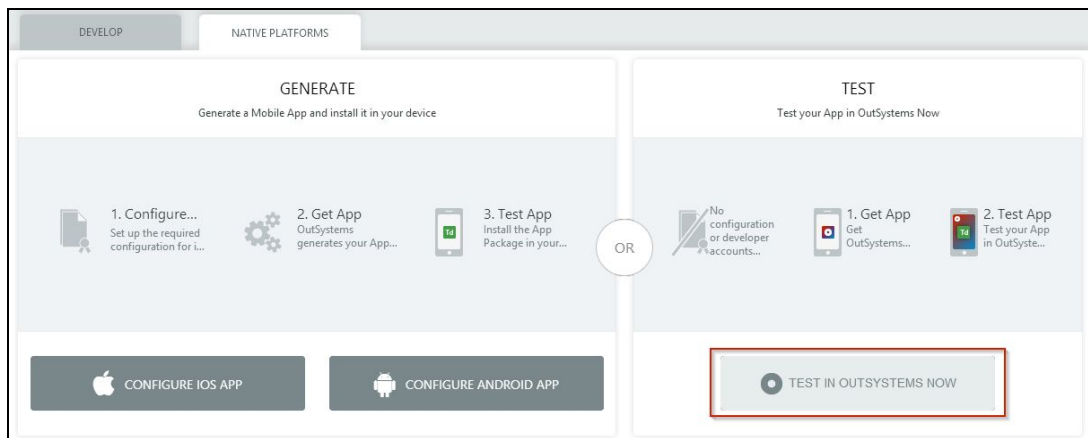 DEVELOP
NATIVE PLATFORMS
GENERATE
Generate a Mobile App and install it in your device
1. Configure...
Set up the required
configuration for i...
2. Get App
OutSystems
generates your App...
3. Test App
Install the App
Package in your...
Td
OR
TEST
Test your App in OutSystems Now
No
configuration
or developer
accounts...
1. Get App
Get
OutSystems...
2. Test App
Test your App
in OutSyste...
Td
CONFIGURE IOS APP
CONFIGURE ANDROID APP
TEST IN OUTSYSTEMS NOW